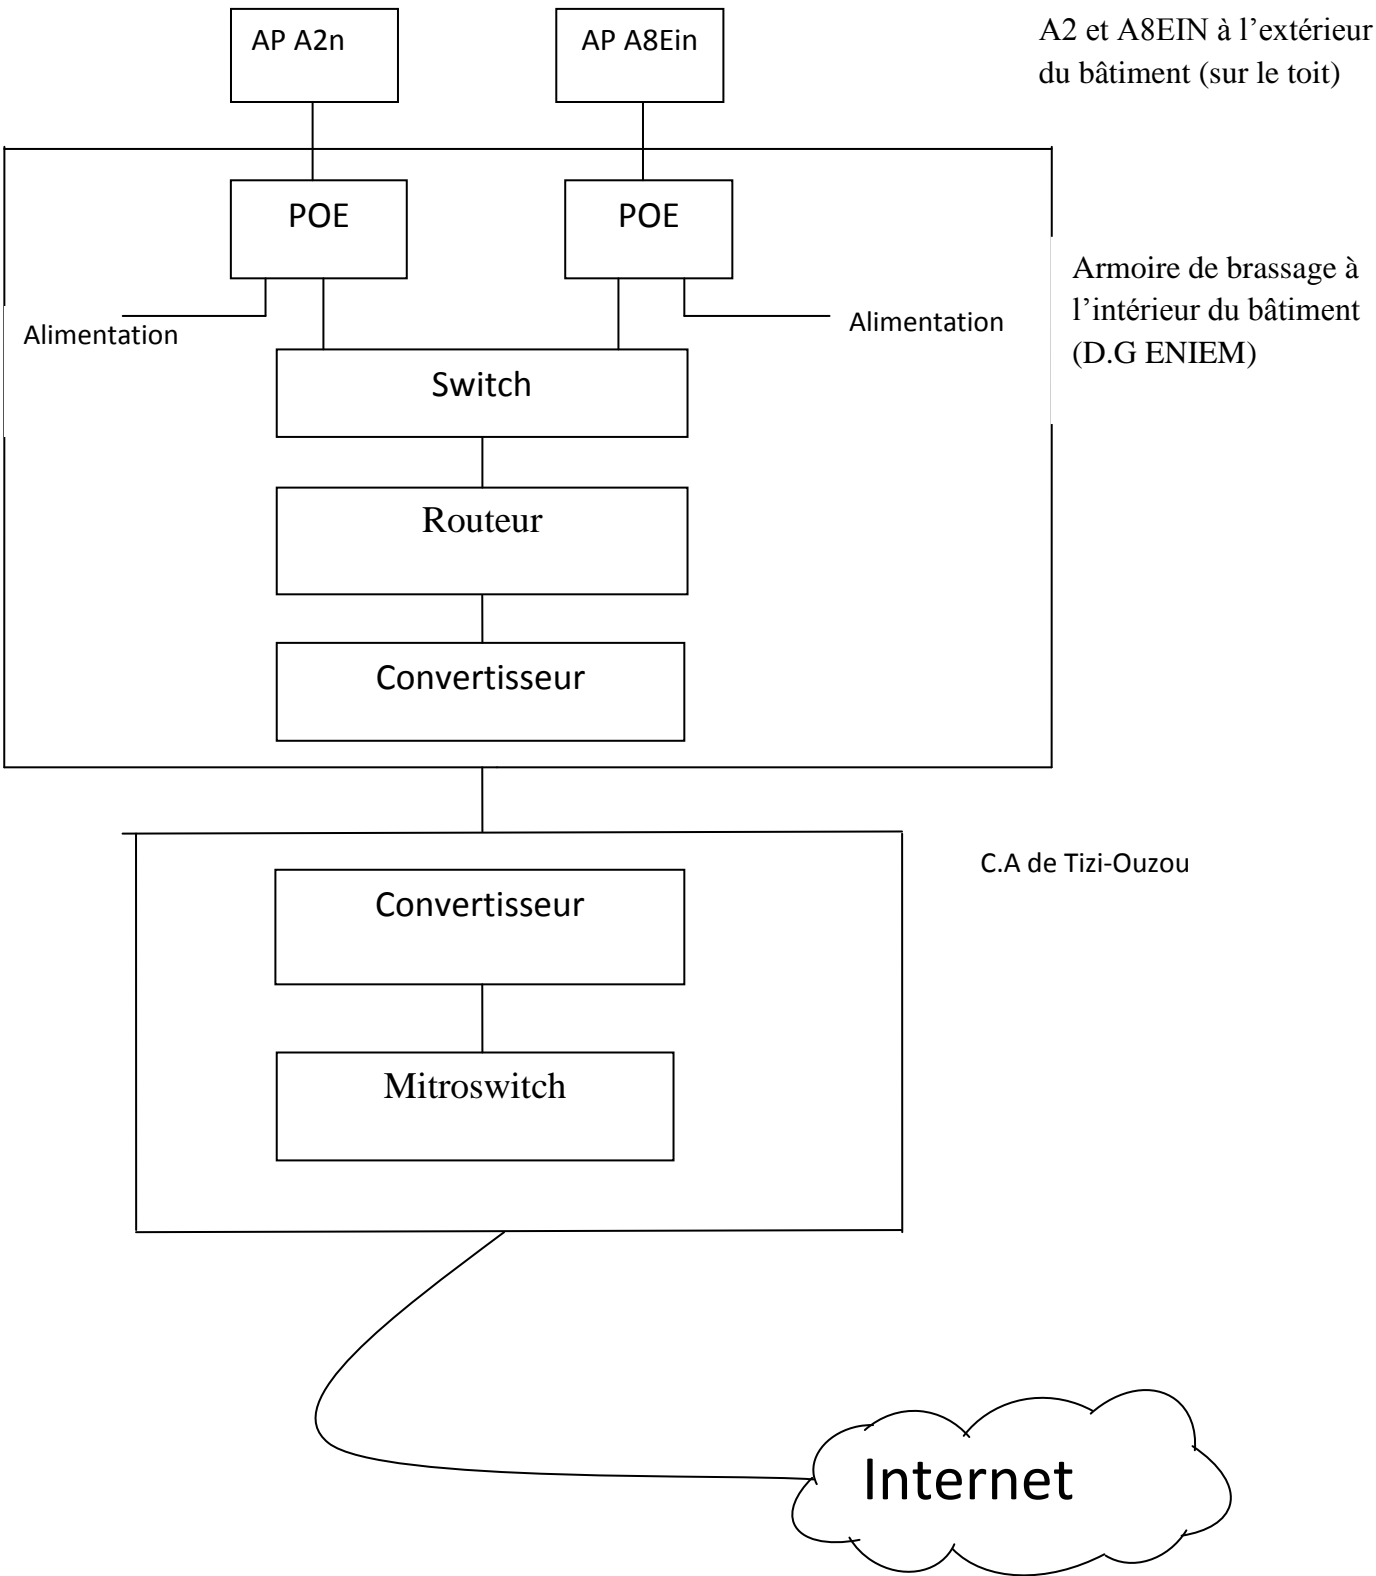 AP A2n
AP A8Ein
A2 et A8EIN à l’extérieur
du bâtiment (sur le toit)
POE
POE
Armoire de brassage à
l’intérieur du bâtiment
(D.G ENIEM)
Alimentation
Alimentation
Switch
Routeur
Convertisseur
C.A de Tizi-Ouzou
Convertisseur
Mitroswitch
Internet